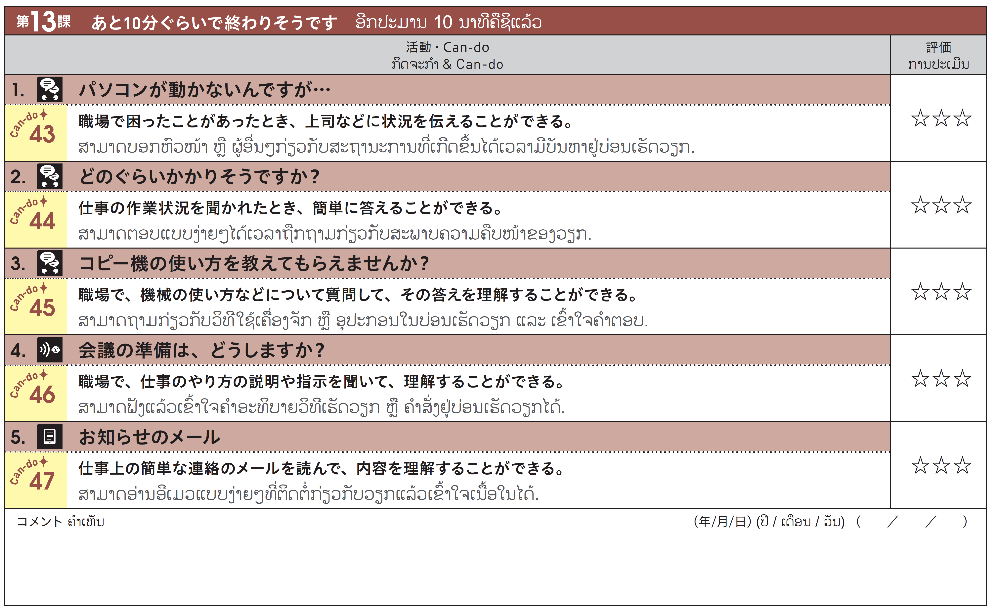 第13課 あと10分ぐらいで終わりそうです ອີກປະມານ 10 ນາທີຄືຊິແລ້ວ
活動・Can-do
ກິດຈະກຳ & Can-do
評価
ການປະເມີນ
1. パソコンが動かないんですが…
Can-do 43
職場で困ったことがあったとき、上司などに状況を伝えることができる。
ສາມາດບອກຫົວໜ້າ ຫຼື ຜູ້ອື່ນໆກ່ຽວກັບສະຖານະການທີ່ເກີດຂຶ້ນໄດ້ເວລາມີບັນຫາຢູ່ບ່ອນເຮັດວຽກ.
☆☆☆
2. どのぐらいかかりそうですか？
Can-do 44
仕事の作業状況を聞かれたとき、簡単に答えることができる。
ສາມາດຕອບແບບງ່າຍໆໄດ້ເວລາຖືກຖາມກ່ຽວກັບສະພາບຄວາມຄືບໜ້າຂອງວຽກ.
☆☆☆
3. コピー機の使い方を教えてもらえませんか？
Can-do 45
職場で、機械の使い方などについて質問して、その答えを理解することができる。
ສາມາດຖາມກ່ຽວກັບວິທີໃຊ້ເຄື່ອງຈັກ ຫຼື ອຸປະກອນໃນບ່ອນເຮັດວຽກ ແລະ ເຂົ້າໃຈຄຳຕອບ.
☆☆☆
4. 会議の準備は、どうしますか？
Can-do 46
職場で、仕事のやり方の説明や指示を聞いて、理解することができる。
ສາມາດຟັງແລ້ວເຂົ້າໃຈຄຳອະທິບາຍວິທີເຮັດວຽກ ຫຼື ຄຳສັ່ງຢູ່ບ່ອນເຮັດວຽກໄດ້.
☆☆☆
5. お知らせのメール
Can-do 47
仕事上の簡単な連絡のメールを読んで、内容を理解することができる。
ສາມາດອ່ານອີເມວແບບງ່າຍໆທີ່ຕິດຕໍ່ກ່ຽວກັບວຽກແລ້ວເຂົ້າໃຈເນື້ອໃນໄດ້.
☆☆☆
コメント ຄຳເຫັນ
（年/月/日）(ປີ / ເດືອນ / ວັນ) （ ／ ／ ）